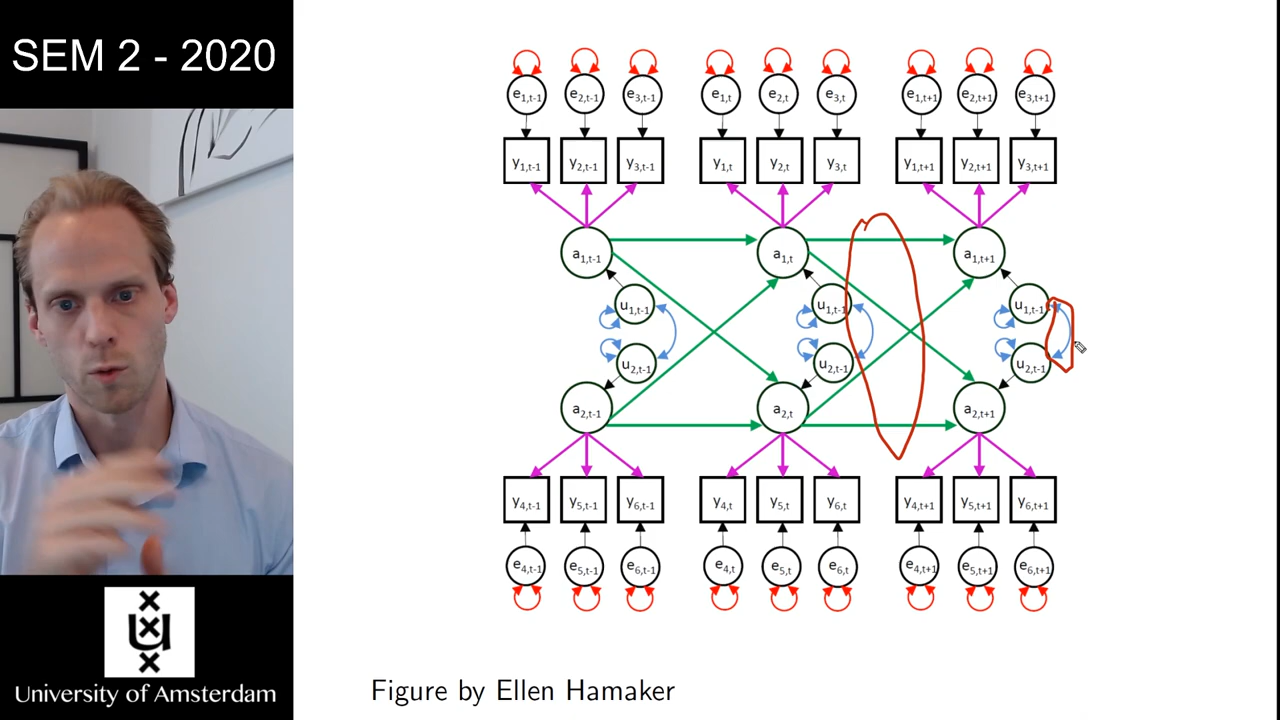 SEM 2 - 2020
e1,t-1 e2,t-1 e3,t-1 e1,t e2,t e3,t e1,t+1 e2,t+1 e3,t+1
y1,t-1 y2,t-1 y3,t-1 y1,t y2,t y3,t y1,t+1 y2,t+1 y3,t+1
a1,t-1 a1,t a1,t+1
u1,t-1 u1,t-1 u1,t-1
u2,t-1 u2,t-1 u2,t-1
a2,t-1 a2,t a2,t+1
y4,t-1 y5,t-1 y6,t-1 y4,t y5,t y6,t y4,t+1 y5,t+1 y6,t+1
e4,t-1 e5,t-1 e6,t-1 e4,t e5,t e6,t e4,t+1 e5,t+1 e6,t+1
University of Amsterdam
Figure by Ellen Hamaker